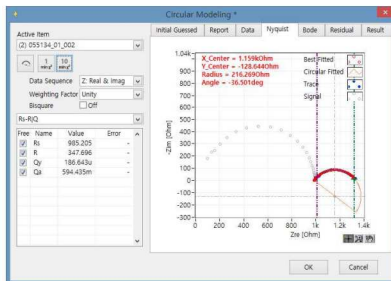 Circular Modeling *
Active Item
(2) 055134_01_002
1
10
Data Sequence Z: Real & Imag
Weighting Factor Unity
Bisquare Off
Rs-R|Q
Free Name Value Error
Rs 985.205 -
R 347.696 -
Qy 186.643u -
Qa 594.435m -
Initial Guessed Report Data Nyquist Bode Residual Result
X_Center = 1.159kOhm
Y_Center = -128.644Ohm
Radius = 216.269Ohm
Angle = -36.501deg
Best Fitted
Circular Fitted
Trace
Signal
-Zim [Ohm]
1.04k
900
800
700
600
500
400
300
200
100
0
-100
-200
-300
0 200 400 600 800 1k 1.2k 1.4k
Zre [Ohm]
OK Cancel